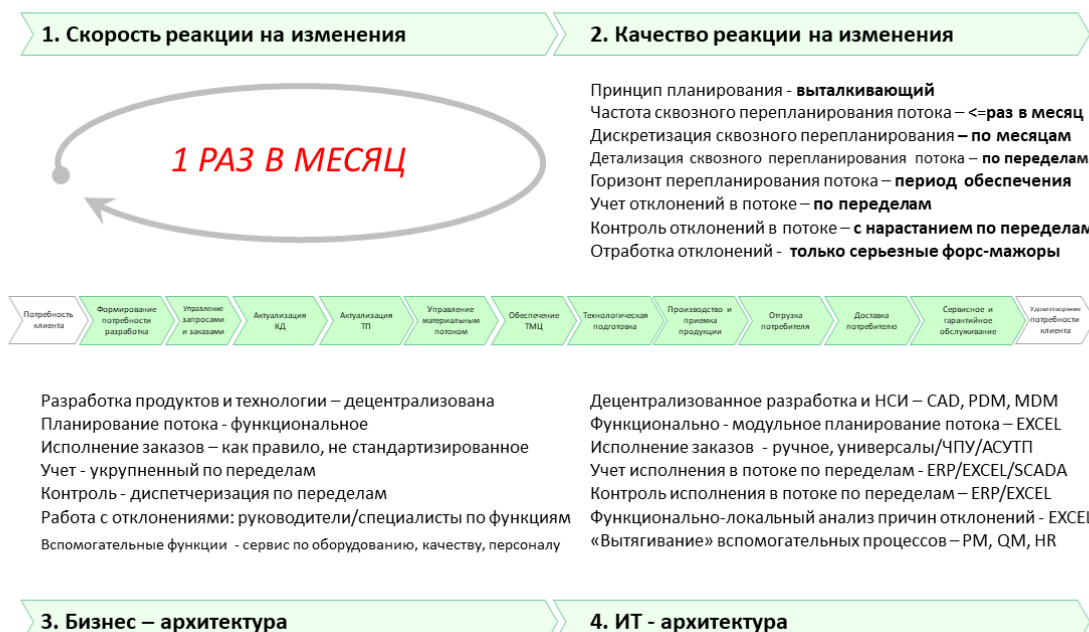 1. Скорость реакции на изменения
2. Качество реакции на изменения
1 РАЗ В МЕСЯЦ
Принцип планирования - выталкивающий
Частота сквозного перепланирования потока – <=раз в месяц
Дискретизация сквозного перепланирования – по месяцам
Детализация сквозного перепланирования потока – по переделам
Горизонт перепланирования потока – период обеспечения
Учет отклонений в потоке – по переделам
Контроль отклонений в потоке – с нарастанием по переделам
Отработка отклонений - только серьезные форс-мажоры
Потребность
клиента
Формирование
потребности
разработка
Управление
запросами
и заказами
Актуализация
КД
Актуализация
ТП
Управление
материальным
потоком
Обеспечение
ТМЦ
Технологическая
подготовка
Производство и
приемка
продукции
Отгрузка
потребителя
Доставка
потребителю
Сервисное и
гарантийное
обслуживание
Удовлетворение
потребности
клиента
Разработка продуктов и технологии – децентрализована
Планирование потока - функциональное
Исполнение заказов – как правило, не стандартизированное
Учет - укрупненный по переделам
Контроль - диспетчеризация по переделам
Работа с отклонениями: руководители/специалисты по функциям
Вспомогательные функции - сервис по оборудованию, качеству, персоналу
Децентрализованное разработка и НСИ – CAD, PDM, MDM
Функционально - модульное планирование потока – EXCEL
Исполнение заказов - ручное, универсалы/ЧПУ/АСУТП
Учет исполнения в потоке по переделам - ERP/EXCEL/SCADA
Контроль исполнения в потоке по переделам – ERP/EXCEL
Функционально-локальный анализ причин отклонений - EXCEL
«Вытягивание» вспомогательных процессов – PM, QM, HR
3. Бизнес – архитектура
4. ИТ - архитектура